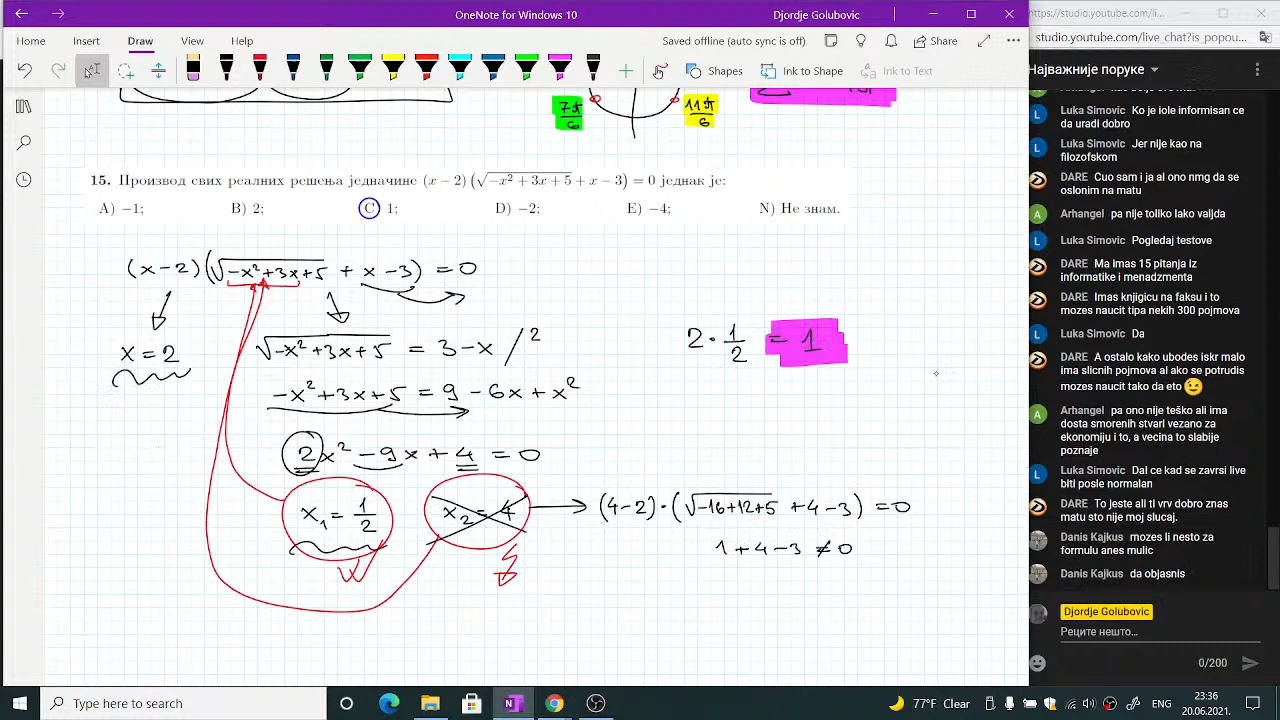 OneNote for Windows 10
Djordje Golubovic
https://studio.youtube.com/li...
studio.youtube.com/live_chat?is_popou...
Home Insert Draw View Help
Saved offline (auto sync is off)
Share
Shapes
Ink to Shape
Ink to Text
Најважније поруке
7π/6
11π/6
15. Производ свих реалних решена једначине (x − 2)(√(−x² + 3x + 5) + x − 3) = 0 једнак је:
A) −1; B) 2; C) 1; D) −2; E) −4; N) Не знам.
(x−2)(√(−x²+3x+5) + x −3) = 0
x = 2
√(−x²+3x+5) = 3−x /²
−x²+3x+5 = 9 −6x + x²
2x² −9x + 4 = 0
x₁ = 1/2
x₂ = 4
(4−2)·(√(−16+12+5) +4−3) = 0
1+4−3 ≠ 0
2 · 1/2 = 1
Luka Simovic Ko je iole informisan ce
da uradi dobro
Luka Simovic Jer nije kao na
filozofskom
DARE Cuo sam i ja al ono nmg da se
oslonim na matu
Arhangel pa nije toliko lako valjda
Luka Simovic Pogledaj testove
DARE Ma imas 15 pitanja iz
informatike i menadzmenta
DARE Imas knjigicu na faksu i to
mozes nauciti tipa nekih 300 pojmova
Luka Simovic Da
DARE A ostalo kako ubodes iskr malo
ima slicnih pojmova al ako se potrudis
mozes nauciti tako da eto 😉
Arhangel pa ono nije teško ali ima
dosta smorenih stvari vezano za
ekonomiju i to, a vecina to slabije
poznaje
Luka Simovic Dal ce kad se zavrsi live
biti posle normalan
DARE To jeste ali ti vrv dobro znas
matu sto nije moj slucaj.
Danis Kajkus mozes li nesto za
formulu anes mulic
Danis Kajkus da objasnis
Djordje Golubovic
Реците нешто...
0/200
Type here to search
77°F Clear
23:36
20.06.2021.